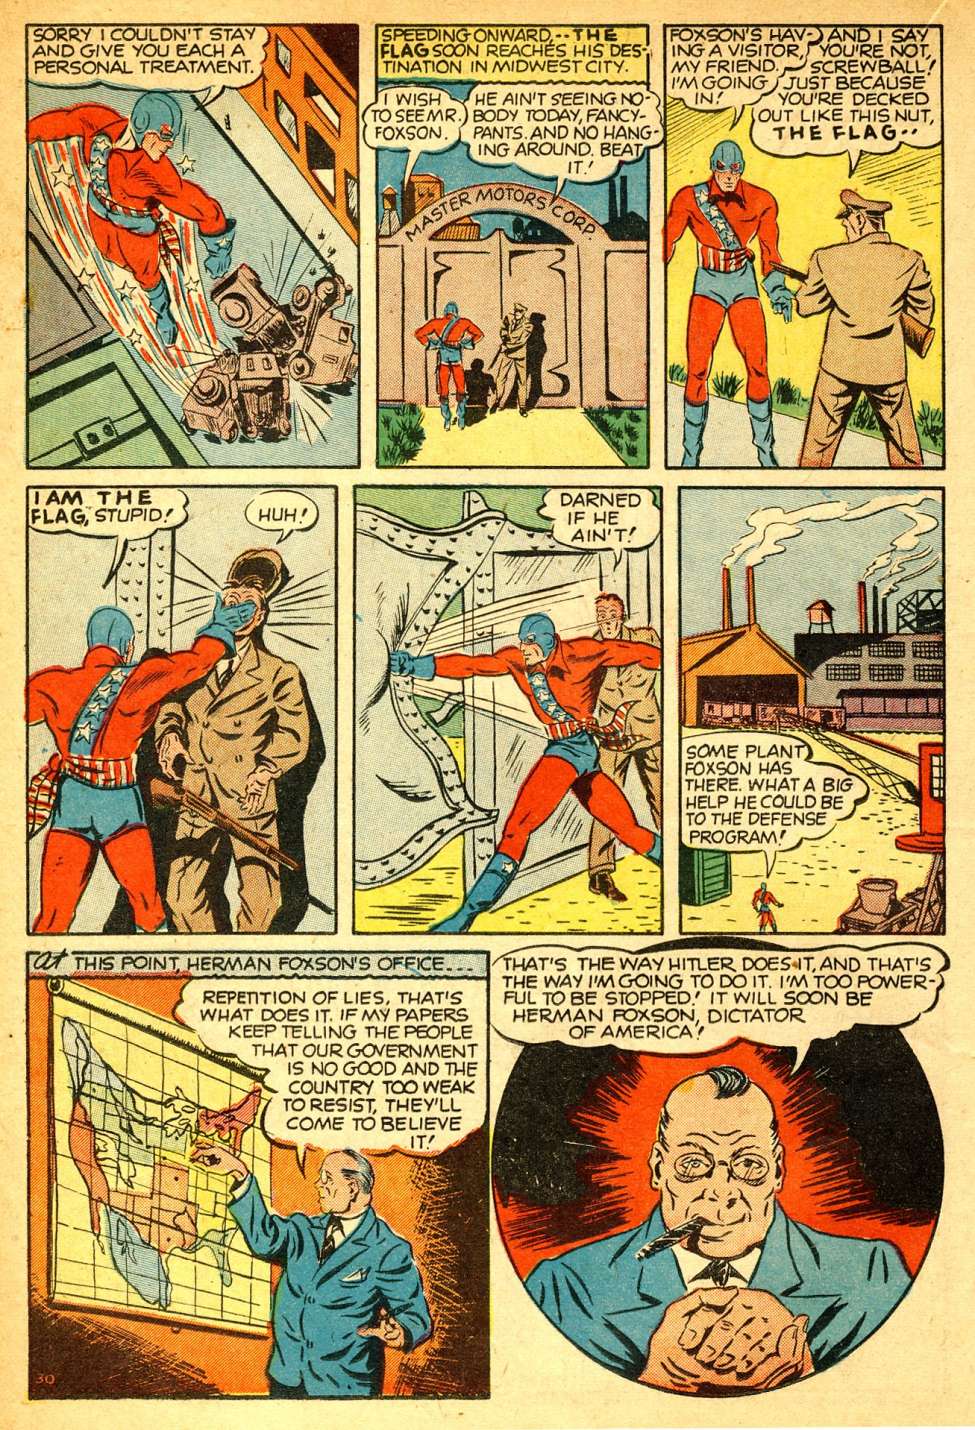 SORRY I COULDN'T STAY
AND GIVE YOU EACH A
PERSONAL TREATMENT.
SPEEDING ONWARD,--THE
FLAG SOON REACHES HIS DES-
TINATION IN MIDWEST CITY.
I WISH
TO SEE MR.
FOXSON.
HE AIN'T SEEING NO-
BODY TODAY, FANCY-
PANTS. AND NO HANG-
ING AROUND. BEAT
IT!
MASTER MOTORS CORP.
FOXSON'S HAV-
ING A VISITOR,
MY FRIEND.
I'M GOING
IN!
AND I SAY
YOU'RE NOT,
SCREWBALL!
JUST BECAUSE
YOU'RE DECKED
OUT LIKE THIS NUT,
THE FLAG--
I AM THE
FLAG, STUPID!
HUH!
DARNED
IF HE
AIN'T!
SOME PLANT
FOXSON HAS
THERE. WHAT A BIG
HELP HE COULD BE
TO THE DEFENSE
PROGRAM!
at THIS POINT, HERMAN FOXSON'S OFFICE...
REPETITION OF LIES, THAT'S
WHAT DOES IT. IF MY PAPERS
KEEP TELLING THE PEOPLE
THAT OUR GOVERNMENT
IS NO GOOD AND THE
COUNTRY TOO WEAK
TO RESIST, THEY'LL
COME TO BELIEVE
IT!
THAT'S THE WAY HITLER DOES IT, AND THAT'S
THE WAY I'M GOING TO DO IT. I'M TOO POWER-
FUL TO BE STOPPED! IT WILL SOON BE
HERMAN FOXSON, DICTATOR
OF AMERICA!
30